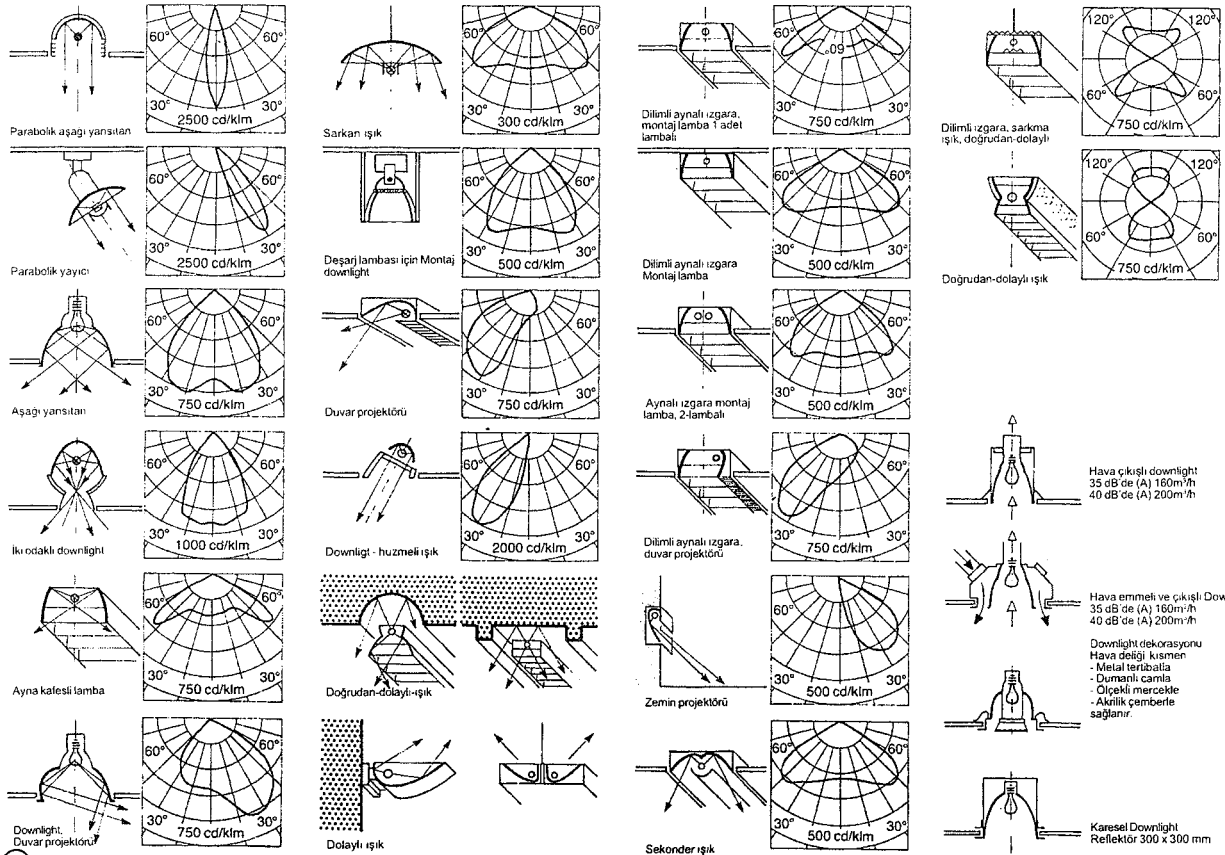 60°
60°
30°
30°
2500 cd/klm
Parabolik aşağı yansıtan
60°
60°
30°
30°
2500 cd/klm
Parabolik yayıcı
60°
60°
30°
30°
750 cd/klm
Aşağı yansıtan
60°
60°
30°
30°
1000 cd/klm
İki odaklı downlight
60°
60°
30°
30°
750 cd/klm
Ayna kafesli lamba
60°
60°
30°
30°
750 cd/klm
Downlight,
Duvar projektörü
60°
60°
30°
30°
300 cd/klm
Sarkan ışık
60°
60°
30°
30°
500 cd/klm
Deşarj lambası için Montaj
downlight
60°
60°
30°
30°
750 cd/klm
Duvar projektörü
60°
60°
30°
30°
2000 cd/klm
Downligt - huzmeli ışık
Doğrudan-dolaylı-ışık
Dolaylı ışık
60°
60°
30°
30°
750 cd/klm
Dilimli aynalı ızgara,
montaj lamba 1 adet
lambalı
60°
60°
30°
30°
500 cd/klm
Dilimli aynalı ızgara
Montaj lamba
60°
60°
30°
30°
500 cd/klm
Aynalı ızgara montaj
lamba, 2-lambalı
60°
60°
30°
30°
750 cd/klm
Dilimli aynalı ızgara,
duvar projektörü
60°
60°
30°
30°
500 cd/klm
Zemin projektörü
60°
60°
30°
30°
500 cd/klm
Sekonder ışık
120°
120°
60°
60°
750 cd/klm
Dilimli ızgara, sarkma
ışık, doğrudan-dolaylı
120°
120°
60°
60°
750 cd/klm
Doğrudan-dolaylı ışık
Hava çıkışlı downlight
35 dB'de (A) 160m³/h
40 dB'de (A) 200m³/h
Hava emmeli ve çıkışlı Dow
35 dB'de (A) 160m³/h
40 dB'de (A) 200m³/h
Downlight dekorasyonu
Hava deliği kısmen
- Metal tertibatla
- Dumanlı camla
- Ölçekli mercekle
- Akrilik çemberle
sağlanır.
Karesel Downlight
Reflektör 300 x 300 mm